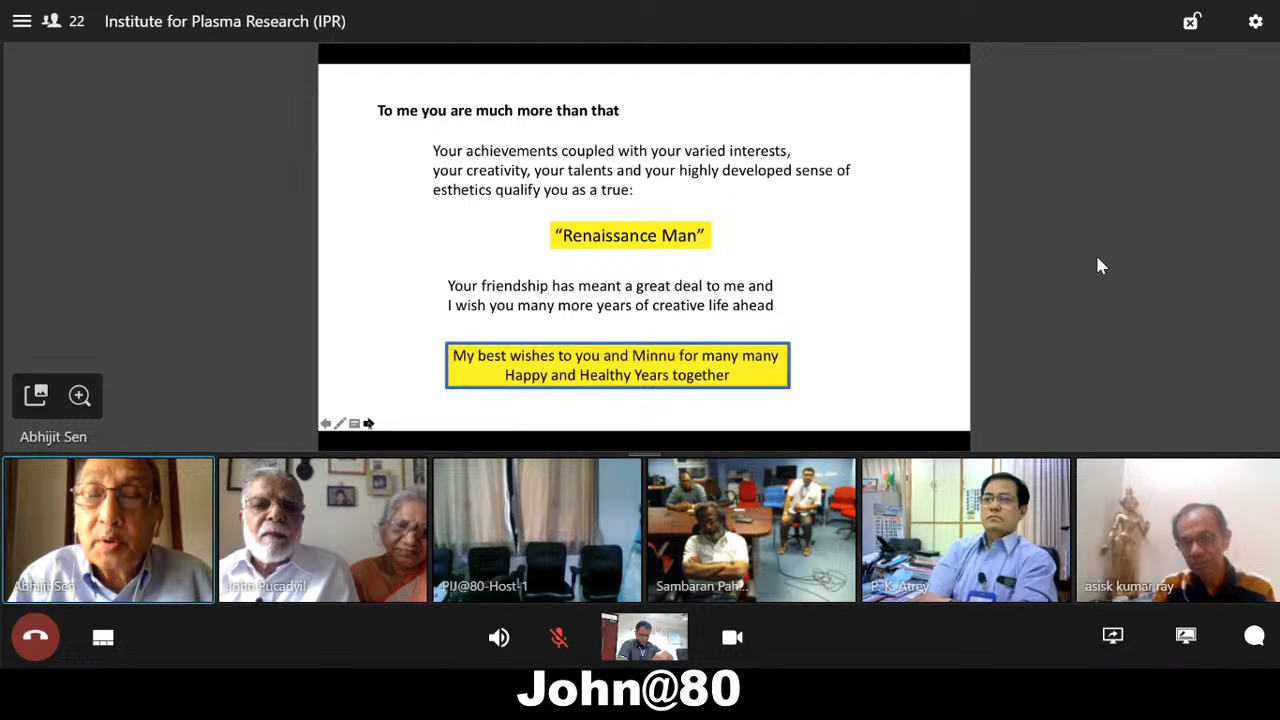 22 Institute for Plasma Research (IPR)
To me you are much more than that
Your achievements coupled with your varied interests,
your creativity, your talents and your highly developed sense of
esthetics qualify you as a true:
“Renaissance Man”
Your friendship has meant a great deal to me and
I wish you many more years of creative life ahead
My best wishes to you and Minnu for many many
Happy and Healthy Years together
Abhijit Sen
Abhijit Sen
John Pucadyil
PIJ@80-Host-1
Sambaran Pah...
P. K. Atrey
asisk kumar ray
John@80